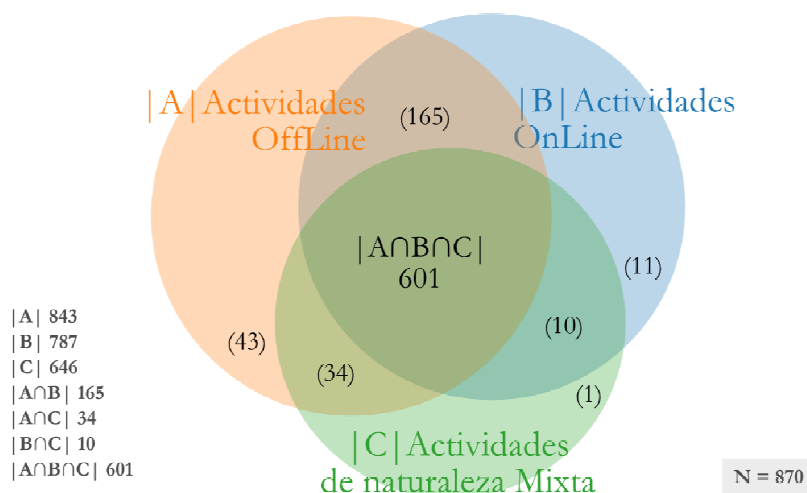 |A|Actividades
OffLine
(165)
|B|Actividades
OnLine
|A∩B∩C|
601
(11)
(10)
(43)
(34)
(1)
|C|Actividades
de naturaleza Mixta
|A| 843
|B| 787
|C| 646
|A∩B| 165
|A∩C| 34
|B∩C| 10
|A∩B∩C| 601
N = 870